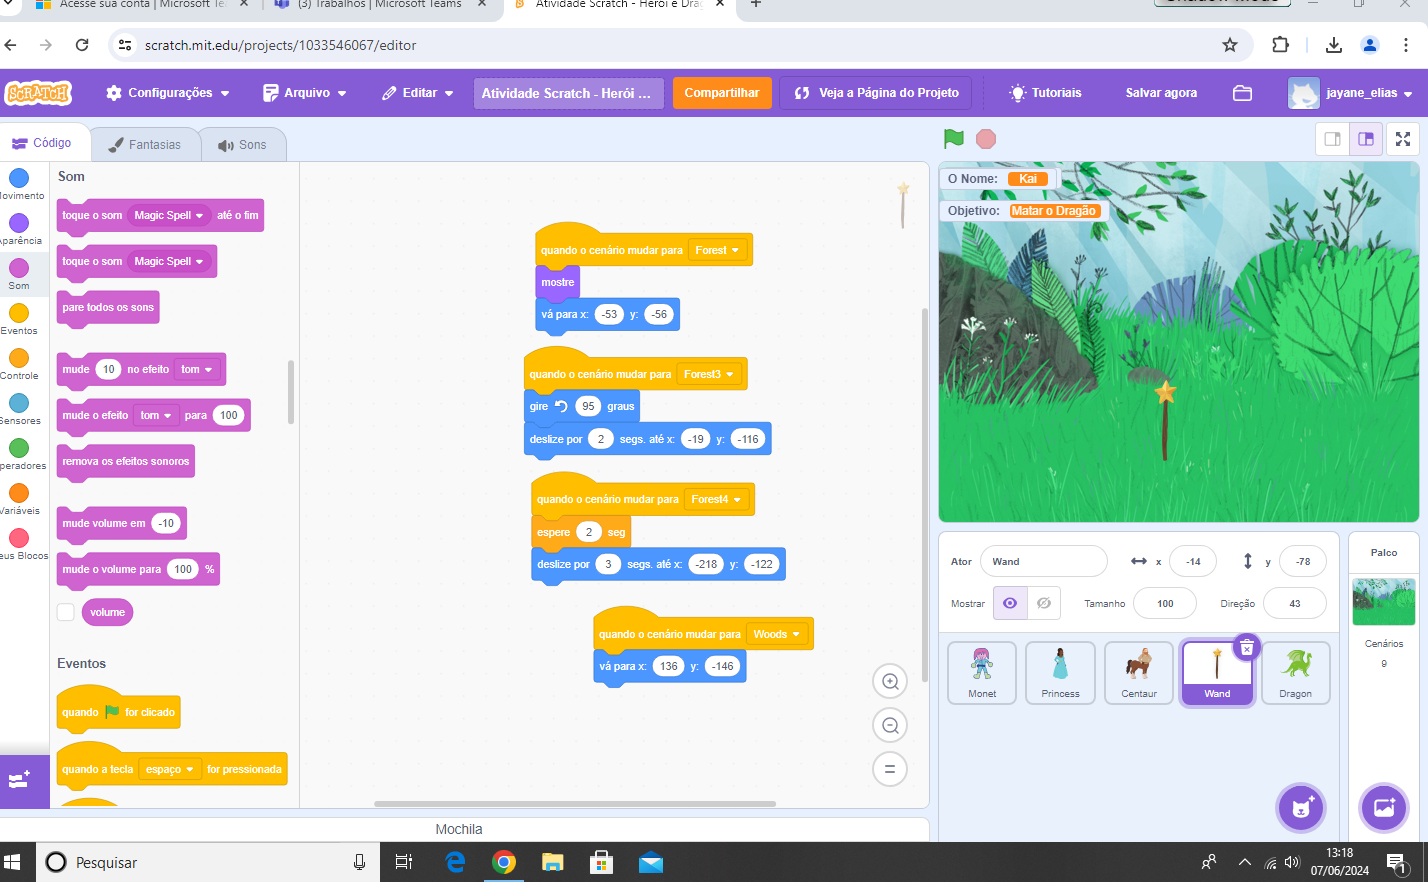 Acesse sua conta | Microsoft Te
(3) Trabalhos | Microsoft Teams
Atividade Scratch - Herói e Drag
scratch.mit.edu/projects/1033546067/editor
SCRATCH
Configurações
Arquivo
Editar
Atividade Scratch - Herói ...
Compartilhar
Veja a Página do Projeto
Tutoriais
Salvar agora
jayane_elias
Código
Fantasias
Sons
Movimento
Aparência
Som
Eventos
Controle
Sensores
Operadores
Variáveis
Meus Blocos
Som
toque o som Magic Spell até o fim
toque o som Magic Spell
pare todos os sons
mude 10 no efeito tom
mude o efeito tom para 100
remova os efeitos sonoros
mude volume em -10
mude o volume para 100 %
volume
Eventos
quando for clicado
quando a tecla espaço for pressionada
quando o cenário mudar para Forest
mostre
vá para x: -53 y: -56
quando o cenário mudar para Forest3
gire 95 graus
deslize por 2 segs. até x: -19 y: -116
quando o cenário mudar para Forest4
espere 2 seg
deslize por 3 segs. até x: -218 y: -122
quando o cenário mudar para Woods
vá para x: 136 y: -146
Mochila
O Nome: Kai
Objetivo: Matar o Dragão
Ator Wand x -14 y -78
Mostrar Tamanho 100 Direção 43
Monet
Princess
Centaur
Wand
Dragon
Palco
Cenários
9
Pesquisar
13:18
07/06/2024
1